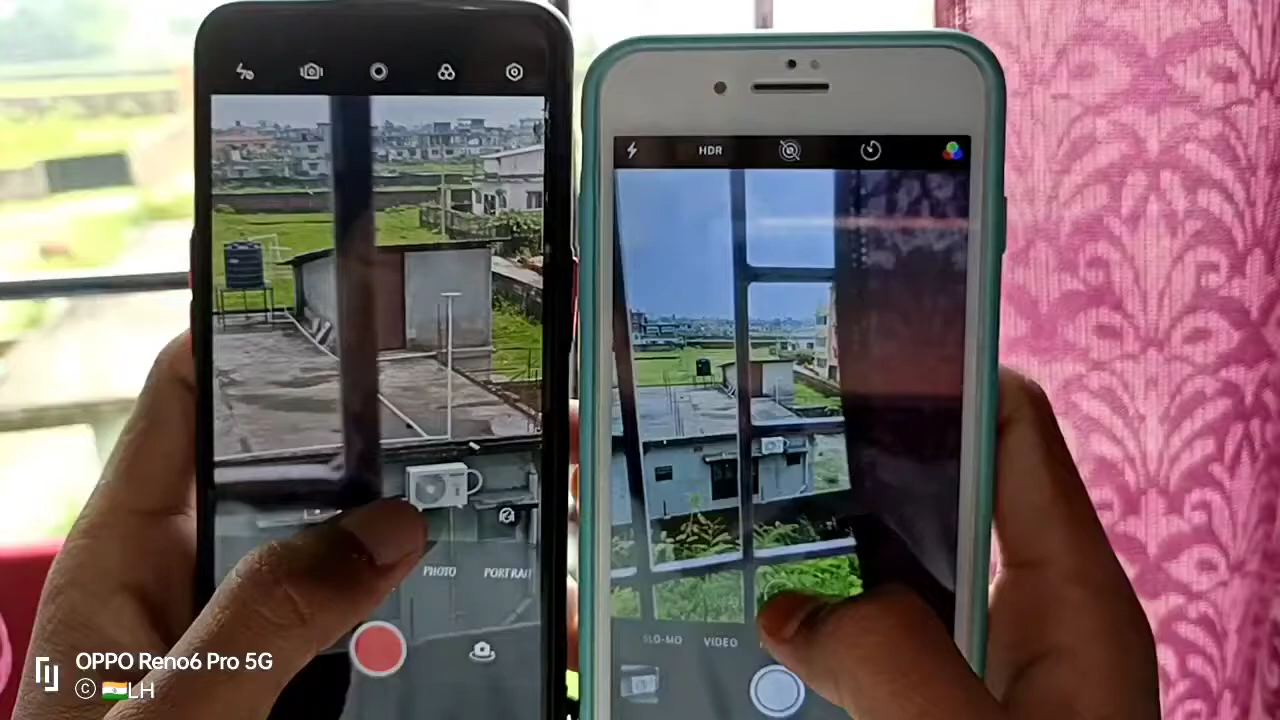 HDR
PHOTO PORTRAIT
SLO-MO VIDEO
OPPO Reno6 Pro 5G
© 🇮🇳LH